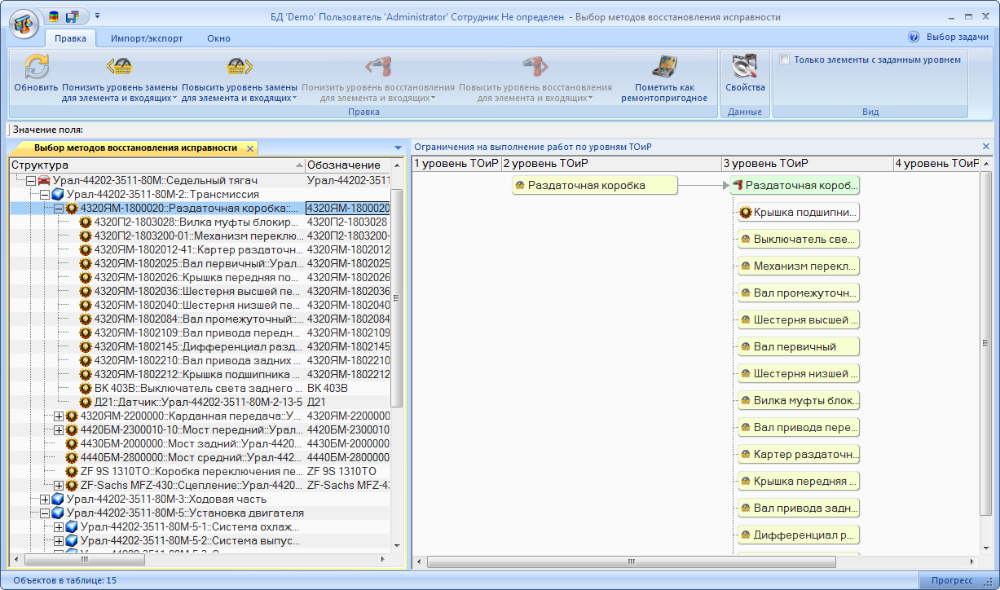 БД 'Demo' Пользователь 'Administrator' Сотрудник Не определен - Выбор методов восстановления исправности
Правка Импорт/экспорт Окно Выбор задачи
Обновить
Понизить уровень замены для элемента и входящих
Повысить уровень замены для элемента и входящих
Понизить уровень восстановления для элемента и входящих
Повысить уровень восстановления для элемента и входящих
Пометить как ремонтопригодное
Свойства
Только элементы с заданным уровнем
Правка Данные Вид
Значение поля:
Выбор методов восстановления исправности
Структура Обозначение
Урал-44202-3511-80М::Седельный тягач Урал-44202-3511
Урал-44202-3511-80М-2::Трансмиссия
4320ЯМ-1800020::Раздаточная коробка::... 4320ЯМ-1800020
4320П2-1803028::Вилка муфты блокир... 4320П2-1803028
4320П2-1803200-01::Механизм переклю... 4320П2-1803200-
4320ЯМ-1802012-41::Картер раздаточн... 4320ЯМ-1802012
4320ЯМ-1802025::Вал первичный::Урал... 4320ЯМ-1802025
4320ЯМ-1802026::Крышка передняя по... 4320ЯМ-1802026
4320ЯМ-1802036::Шестерня высшей пе... 4320ЯМ-1802036
4320ЯМ-1802040::Шестерня низшей пе... 4320ЯМ-1802040
4320ЯМ-1802084::Вал промежуточный::... 4320ЯМ-1802084
4320ЯМ-1802109::Вал привода передн... 4320ЯМ-1802109
4320ЯМ-1802145::Дифференциал разд... 4320ЯМ-1802145
4320ЯМ-1802210::Вал привода задних ... 4320ЯМ-1802210
4320ЯМ-1802212::Крышка подшипника ... 4320ЯМ-1802212
ВК 403В::Выключатель света заднего ... ВК 403В
Д21::Датчик::Урал-44202-3511-80М-2-13-5 Д21
4320ЯМ-2200000::Карданная передача::У... 4320ЯМ-2200000
4420БМ-2300010-10::Мост передний::Урал... 4420БМ-2300010
4430БМ-2000000::Мост задний::Урал-4420... 4430БМ-2000000
4440БМ-2800000::Мост средний::Урал-442... 4440БМ-2800000
ZF 9S 1310TO::Коробка переключения пе... ZF 9S 1310TO
ZF-Sachs MFZ-430::Сцепление::Урал-4420... ZF-Sachs MFZ-43
Урал-44202-3511-80М-3::Ходовая часть
Урал-44202-3511-80М-5::Установка двигателя
Урал-44202-3511-80М-5-1::Система охлаж...
Урал-44202-3511-80М-5-2::Система выпус...
Ограничения на выполнение работ по уровням ТОиР
1 уровень ТОиР 2 уровень ТОиР 3 уровень ТОиР 4 уровень ТОиР
Раздаточная коробка Раздаточная короб...
Крышка подшипни...
Выключатель све...
Механизм перекл...
Вал промежуточн...
Шестерня высшей ...
Вал первичный
Шестерня низшей ...
Вилка муфты блок...
Вал привода пере...
Картер раздаточн...
Крышка передняя ...
Вал привода задн...
Дифференциал р...
Объектов в таблице: 15 Прогресс